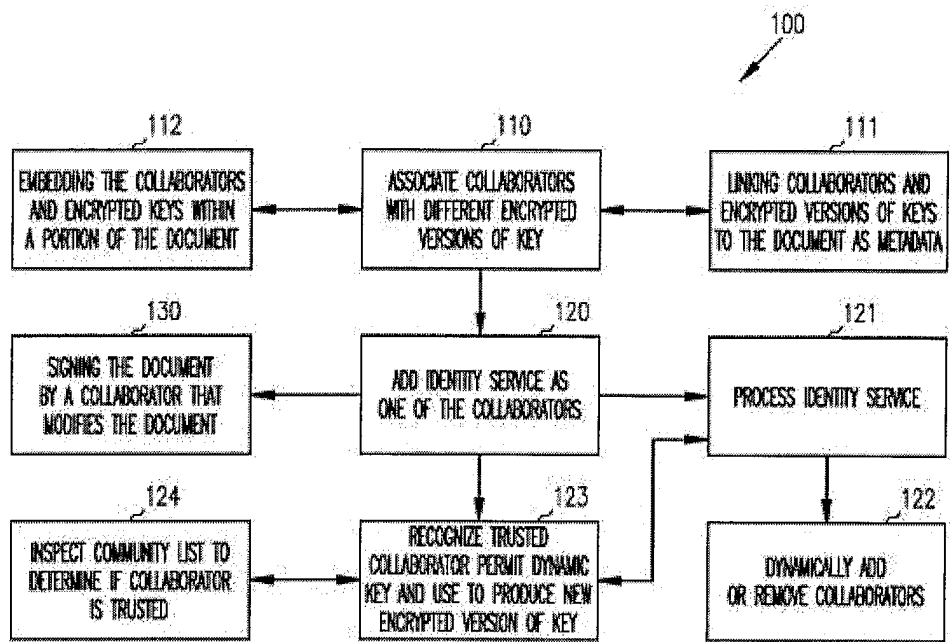 100
112
110
111
EMBEDDING THE COLLABORATORS
AND ENCRYPTED KEYS WITHIN
A PORTION OF THE DOCUMENT
ASSOCIATE COLLABORATORS
WITH DIFFERENT ENCRYPTED
VERSIONS OF KEY
LINKING COLLABORATORS AND
ENCRYPTED VERSIONS OF KEYS
TO THE DOCUMENT AS METADATA
130
120
121
SIGNING THE DOCUMENT
BY A COLLABORATOR THAT
MODIFIES THE DOCUMENT
ADD IDENTITY SERVICE AS
ONE OF THE COLLABORATORS
PROCESS IDENTITY SERVICE
124
123
122
INSPECT COMMUNITY LIST TO
DETERMINE IF COLLABORATOR
IS TRUSTED
RECOGNIZE TRUSTED
COLLABORATOR PERMIT DYNAMIC
KEY AND USE TO PRODUCE NEW
ENCRYPTED VERSION OF KEY
DYNAMICALLY ADD
OR REMOVE COLLABORATORS